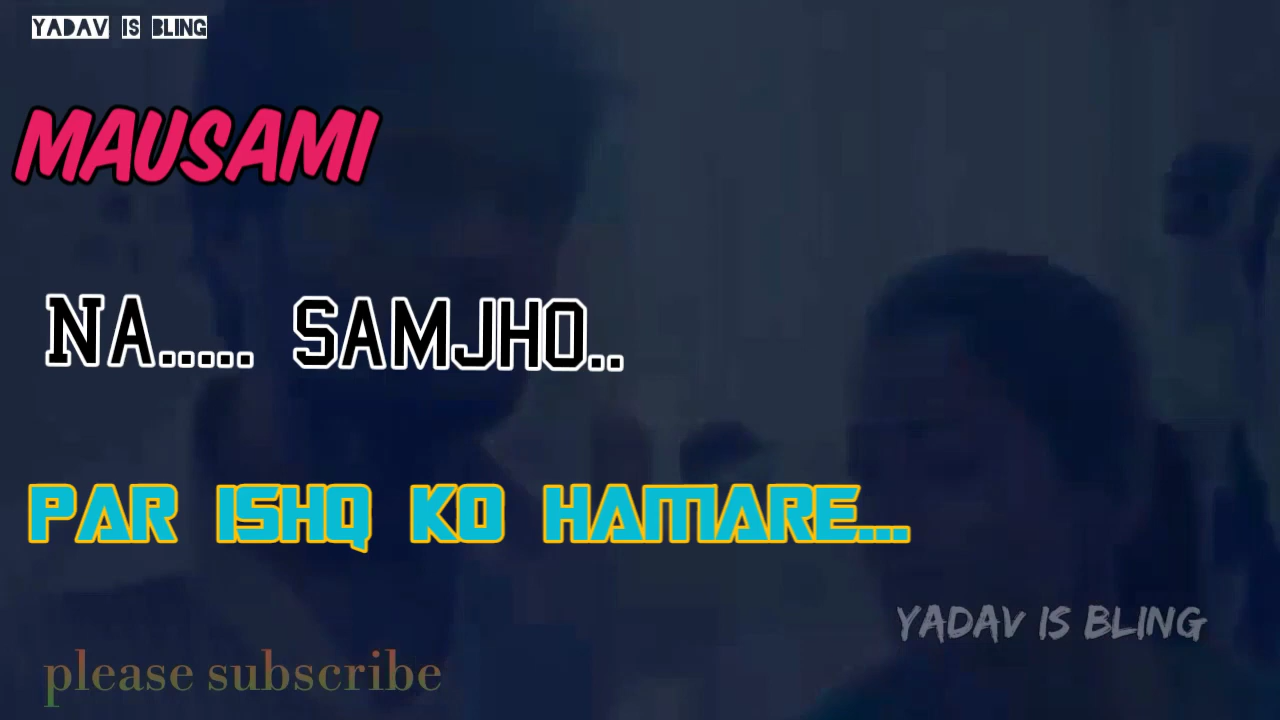 YADAV IS BLING
MAUSAMI
NA..... SAMJHO..
PAR ISHQ KO HAMARE...
YADAV IS BLING
please subscribe